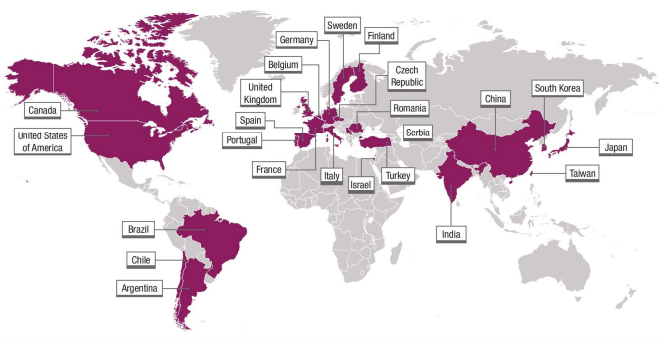 Sweden
Finland
Germany
Belgium
Czech
Republic
United
Kingdom
South Korea
China
Canada
Romania
Spain
Serbia
United States
of America
Portugal
Japan
France
Italy
Israel
Turkey
Taiwan
Brazil
India
Chile
Argentina